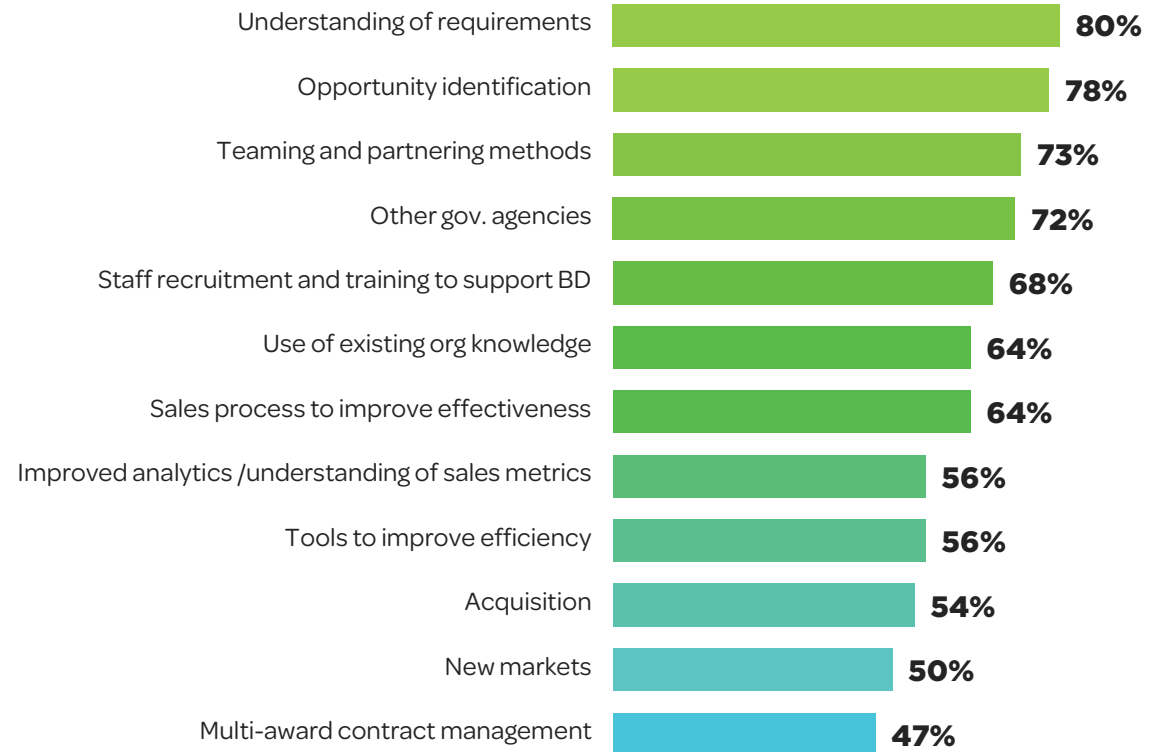 Understanding of requirements 80%
Opportunity identification 78%
Teaming and partnering methods 73%
Other gov. agencies 72%
Staff recruitment and training to support BD 68%
Use of existing org knowledge 64%
Sales process to improve effectiveness 64%
Improved analytics /understanding of sales metrics 56%
Tools to improve efficiency 56%
Acquisition 54%
New markets 50%
Multi-award contract management 47%